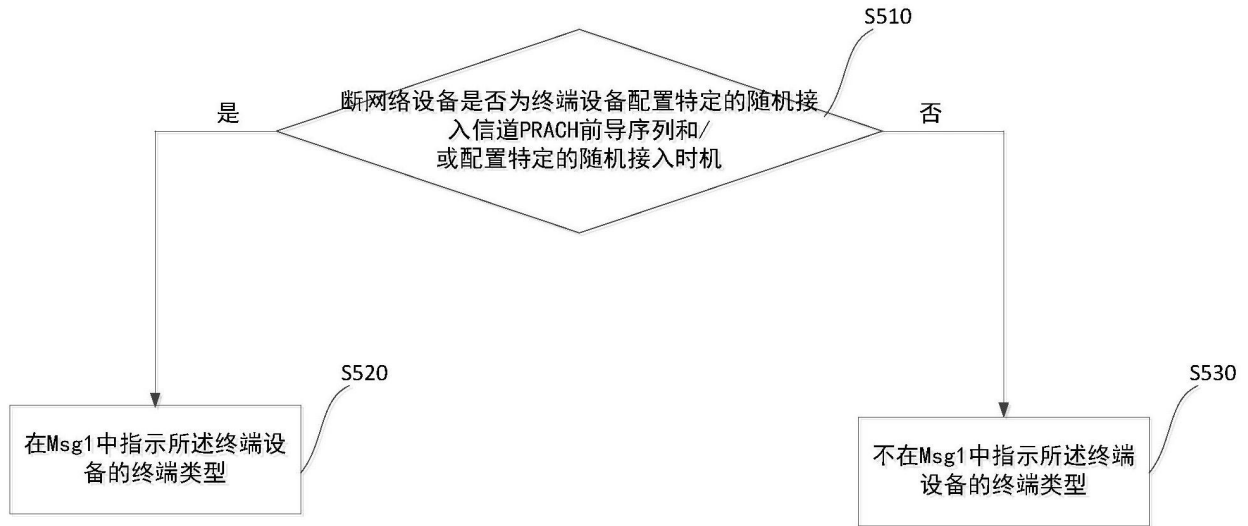 S510
断网络设备是否为终端设备配置特定的随机接
入信道PRACH前导序列和/
或配置特定的随机接入时机
是
否
S520
在Msg1中指示所述终端设
备的终端类型
S530
不在Msg1中指示所述终端
设备的终端类型